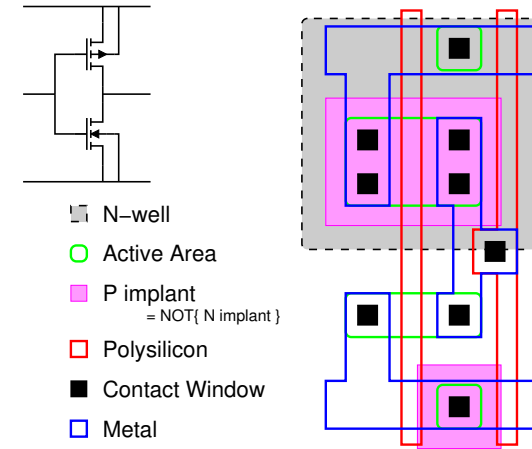 N−well
Active Area
P implant
= NOT{ N implant }
Polysilicon
Contact Window
Metal